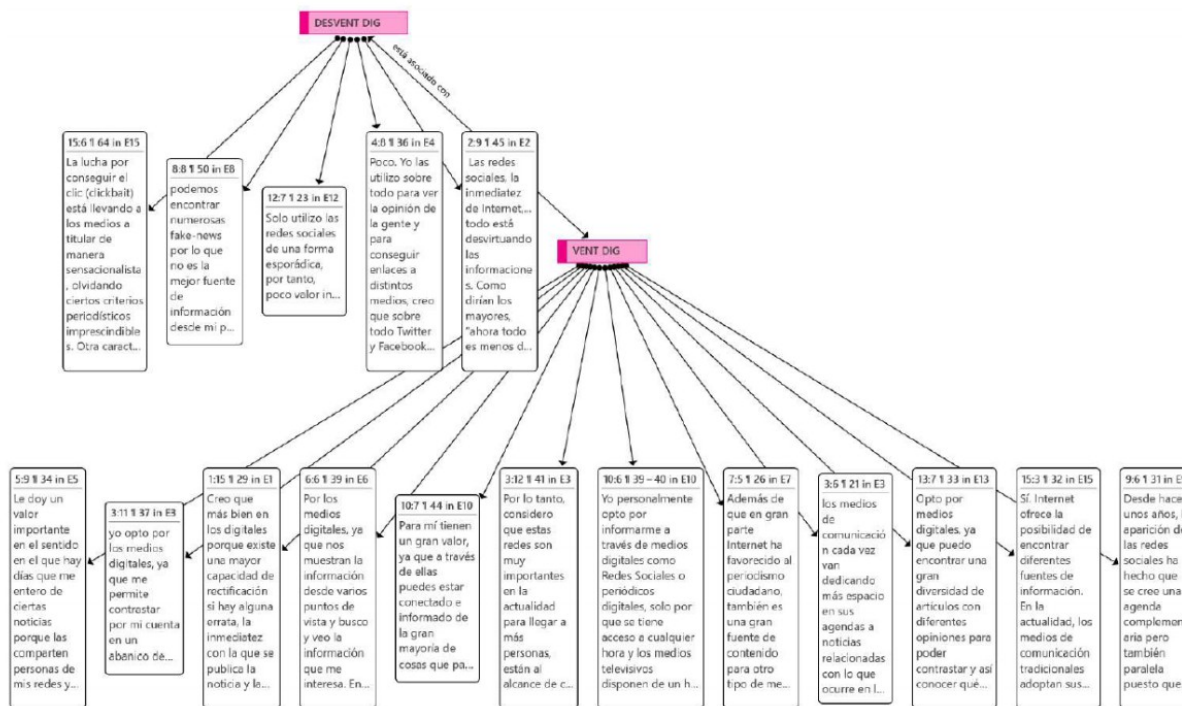 DESVENT DIG
está asociado con
15:6 ¶ 64 in E15
La lucha por
conseguir el
clic (clickbait)
está llevando a
los medios a
titular de
manera
sensacionalista
, olvidando
ciertos criterios
periodísticos
imprescindible
s. Otra caract...
8:8 ¶ 50 in E8
podemos
encontrar
numerosas
fake-news
por lo que
no es la
mejor fuente
de
información
desde mi p...
12:7 ¶ 23 in E12
Solo utilizo las
redes sociales
de una forma
esporádica,
por tanto,
poco valor in...
4:8 ¶ 36 in E4
Poco. Yo las
utilizo sobre
todo para ver
la opinión de
la gente y
para
conseguir
enlaces a
distintos
medios, creo
que sobre
todo Twitter
y Facebook...
2:9 ¶ 45 in E2
Las redes
sociales, la
inmediatez
de Internet,...
todo está
desvirtuando
las
informacione
s. Como
dirían los
mayores,
"ahora todo
es menos d...
VENT DIG
5:9 ¶ 34 in E5
Le doy un
valor
importante
en el sentido
en el que hay
días que me
entero de
ciertas
noticias
porque las
comparten
personas de
mis redes y...
3:11 ¶ 37 in E3
yo opto por
los medios
digitales, ya
que me
permite
contrastar
por mi cuenta
en un
abanico de...
1:15 ¶ 29 in E1
Creo que
más bien en
los digitales
porque existe
una mayor
capacidad de
rectificación
si hay alguna
errata, la
inmediatez
con la que se
publica la
noticia y la...
6:6 ¶ 39 in E6
Por los
medios
digitales, ya
que nos
muestran la
información
desde varios
puntos de
vista y busco
y veo la
información
que me
interesa. En...
10:7 ¶ 44 in E10
Para mí tienen
un gran valor,
ya que a través
de ellas
puedes estar
conectado e
informado de
la gran
mayoría de
cosas que pa...
3:12 ¶ 41 in E3
Por lo tanto,
considero
que estas
redes son
muy
importantes
en la
actualidad
para llegar a
más
personas,
están al
alcance de c...
10:6 ¶ 39 – 40 in E10
Yo personalmente
opto por
informarme a
través de medios
digitales como
Redes Sociales o
periódicos
digitales, solo por
que se tiene
acceso a cualquier
hora y los medios
televisivos
disponen de un h...
7:5 ¶ 26 in E7
Además de
que en gran
parte
Internet ha
favorecido al
periodismo
ciudadano,
también es
una gran
fuente de
contenido
para otro
tipo de me...
3:6 ¶ 21 in E3
los medios
de
comunicació
n cada vez
van
dedicando
más espacio
en sus
agendas a
noticias
relacionadas
con lo que
ocurre en l...
13:7 ¶ 33 in E13
Opto por
medios
digitales, ya
que puedo
encontrar una
gran
diversidad de
artículos con
diferentes
opiniones para
poder
contrastar y así
conocer qué...
15:3 ¶ 32 in E15
Sí. Internet
ofrece la
posibilidad de
encontrar
diferentes
fuentes de
información.
En la
actualidad, los
medios de
comunicación
tradicionales
adoptan sus...
9:6 ¶ 31 in
Desde hace
unos años,
aparición de
las redes
sociales ha
hecho que
se cree una
agenda
complement
aria pero
también
paralela
puesto que